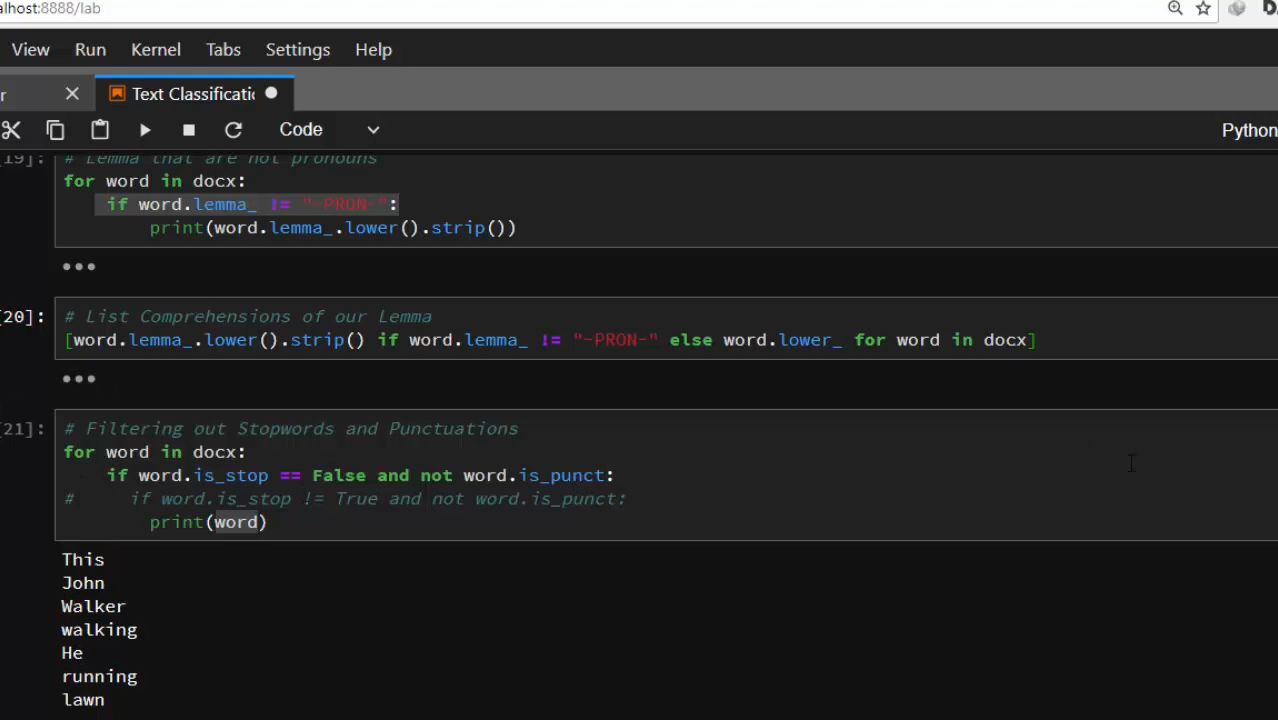 alhost:8888/lab
View Run Kernel Tabs Settings Help
r Text Classificatio
Code Python
[19]: # Lemma that are not pronouns
for word in docx:
if word.lemma_ != "-PRON-":
print(word.lemma_.lower().strip())
[20]: # List Comprehensions of our Lemma
[word.lemma_.lower().strip() if word.lemma_ != "-PRON-" else word.lower_ for word in docx]
[21]: # Filtering out Stopwords and Punctuations
for word in docx:
if word.is_stop == False and not word.is_punct:
# if word.is_stop != True and not word.is_punct:
print(word)
This
John
Walker
walking
He
running
lawn